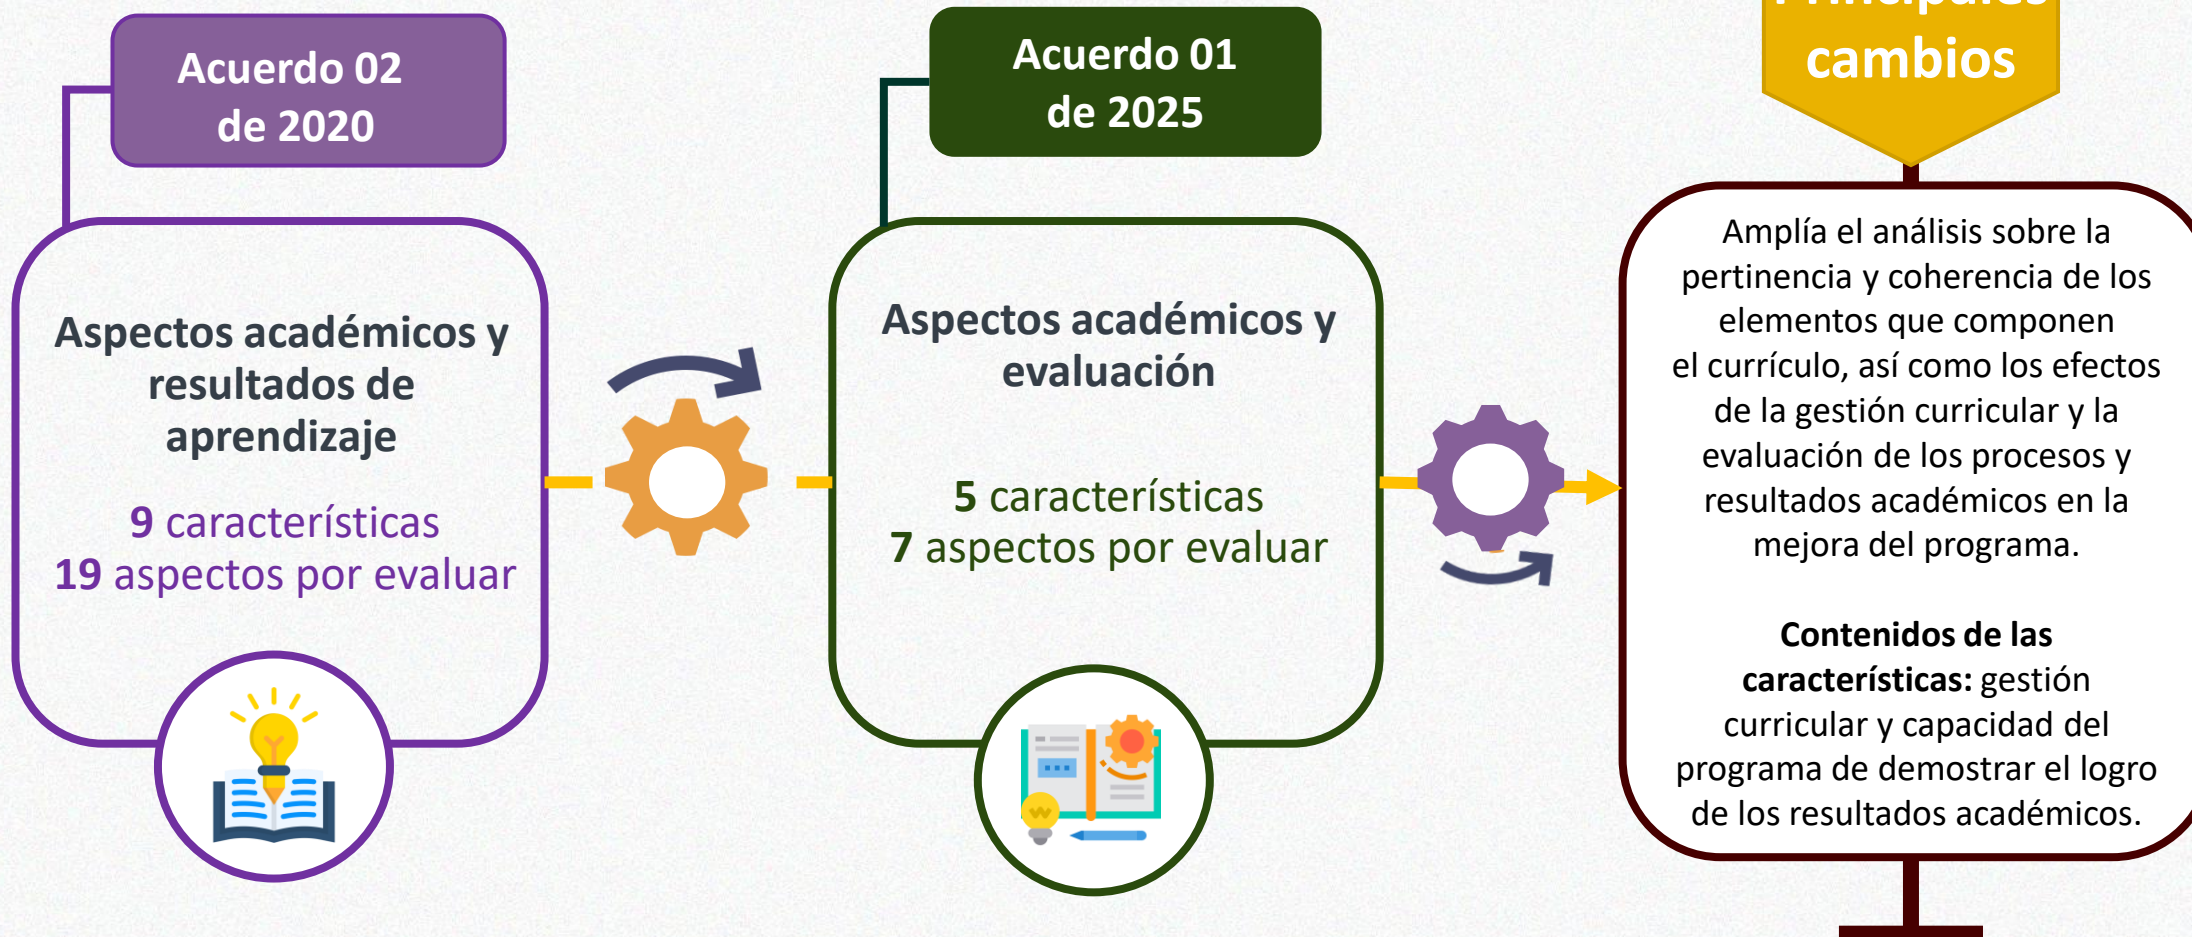 Acuerdo 02
de 2020
Aspectos académicos y
resultados de
aprendizaje
9 características
19 aspectos por evaluar
Acuerdo 01
de 2025
Aspectos académicos y
evaluación
5 características
7 aspectos por evaluar
Principales
cambios
Amplía el análisis sobre la
pertinencia y coherencia de los
elementos que componen
el currículo, así como los efectos
de la gestión curricular y la
evaluación de los procesos y
resultados académicos en la
mejora del programa.
Contenidos de las
características: gestión
curricular y capacidad del
programa de demostrar el logro
de los resultados académicos.